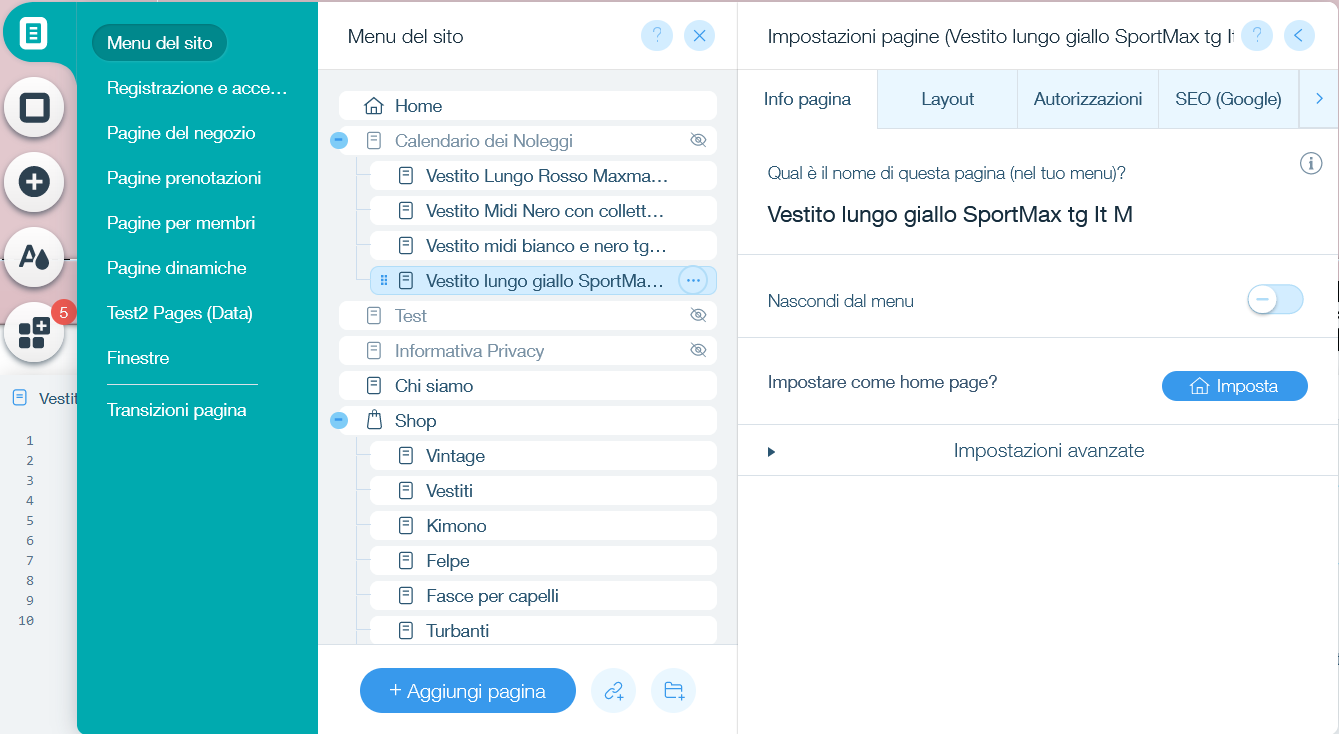 Menu del sito
Registrazione e acce...
Pagine del negozio
Pagine prenotazioni
Pagine per membri
Pagine dinamiche
Test2 Pages (Data)
Finestre
Transizioni pagina
5
Vestit
1
2
3
4
5
6
7
8
9
10
Menu del sito
?
Home
Calendario dei Noleggi
Vestito Lungo Rosso Maxma...
Vestito Midi Nero con collett...
Vestito midi bianco e nero tg...
Vestito lungo giallo SportMa...
Test
Informativa Privacy
Chi siamo
Shop
Vintage
Vestiti
Kimono
Felpe
Fasce per capelli
Turbanti
+ Aggiungi pagina
Impostazioni pagine (Vestito lungo giallo SportMax tg It
?
Info pagina
Layout
Autorizzazioni
SEO (Google)
Qual è il nome di questa pagina (nel tuo menu)?
Vestito lungo giallo SportMax tg It M
Nascondi dal menu
Impostare come home page?
Imposta
Impostazioni avanzate